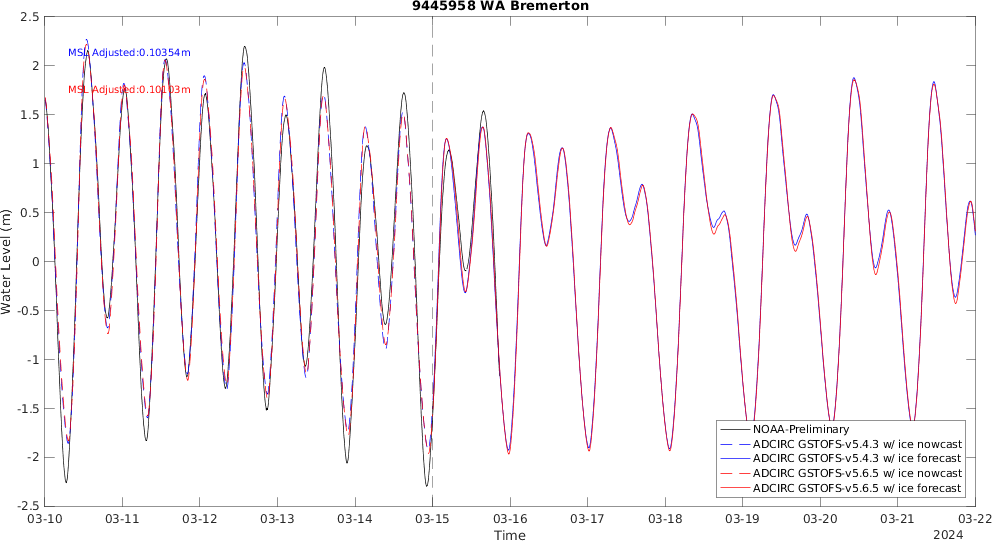 9445958 WA Bremerton
2.5
2
1.5
1
0.5
0
-0.5
-1
-1.5
-2
-2.5
Water Level (m)
MSL Adjusted:0.10354m
MSL Adjusted:0.10103m
NOAA-Preliminary
ADCIRC GSTOFS-v5.4.3 w/ ice nowcast
ADCIRC GSTOFS-v5.4.3 w/ ice forecast
ADCIRC GSTOFS-v5.6.5 w/ ice nowcast
ADCIRC GSTOFS-v5.6.5 w/ ice forecast
03-10 03-11 03-12 03-13 03-14 03-15 03-16 03-17 03-18 03-19 03-20 03-21 03-22
Time
2024